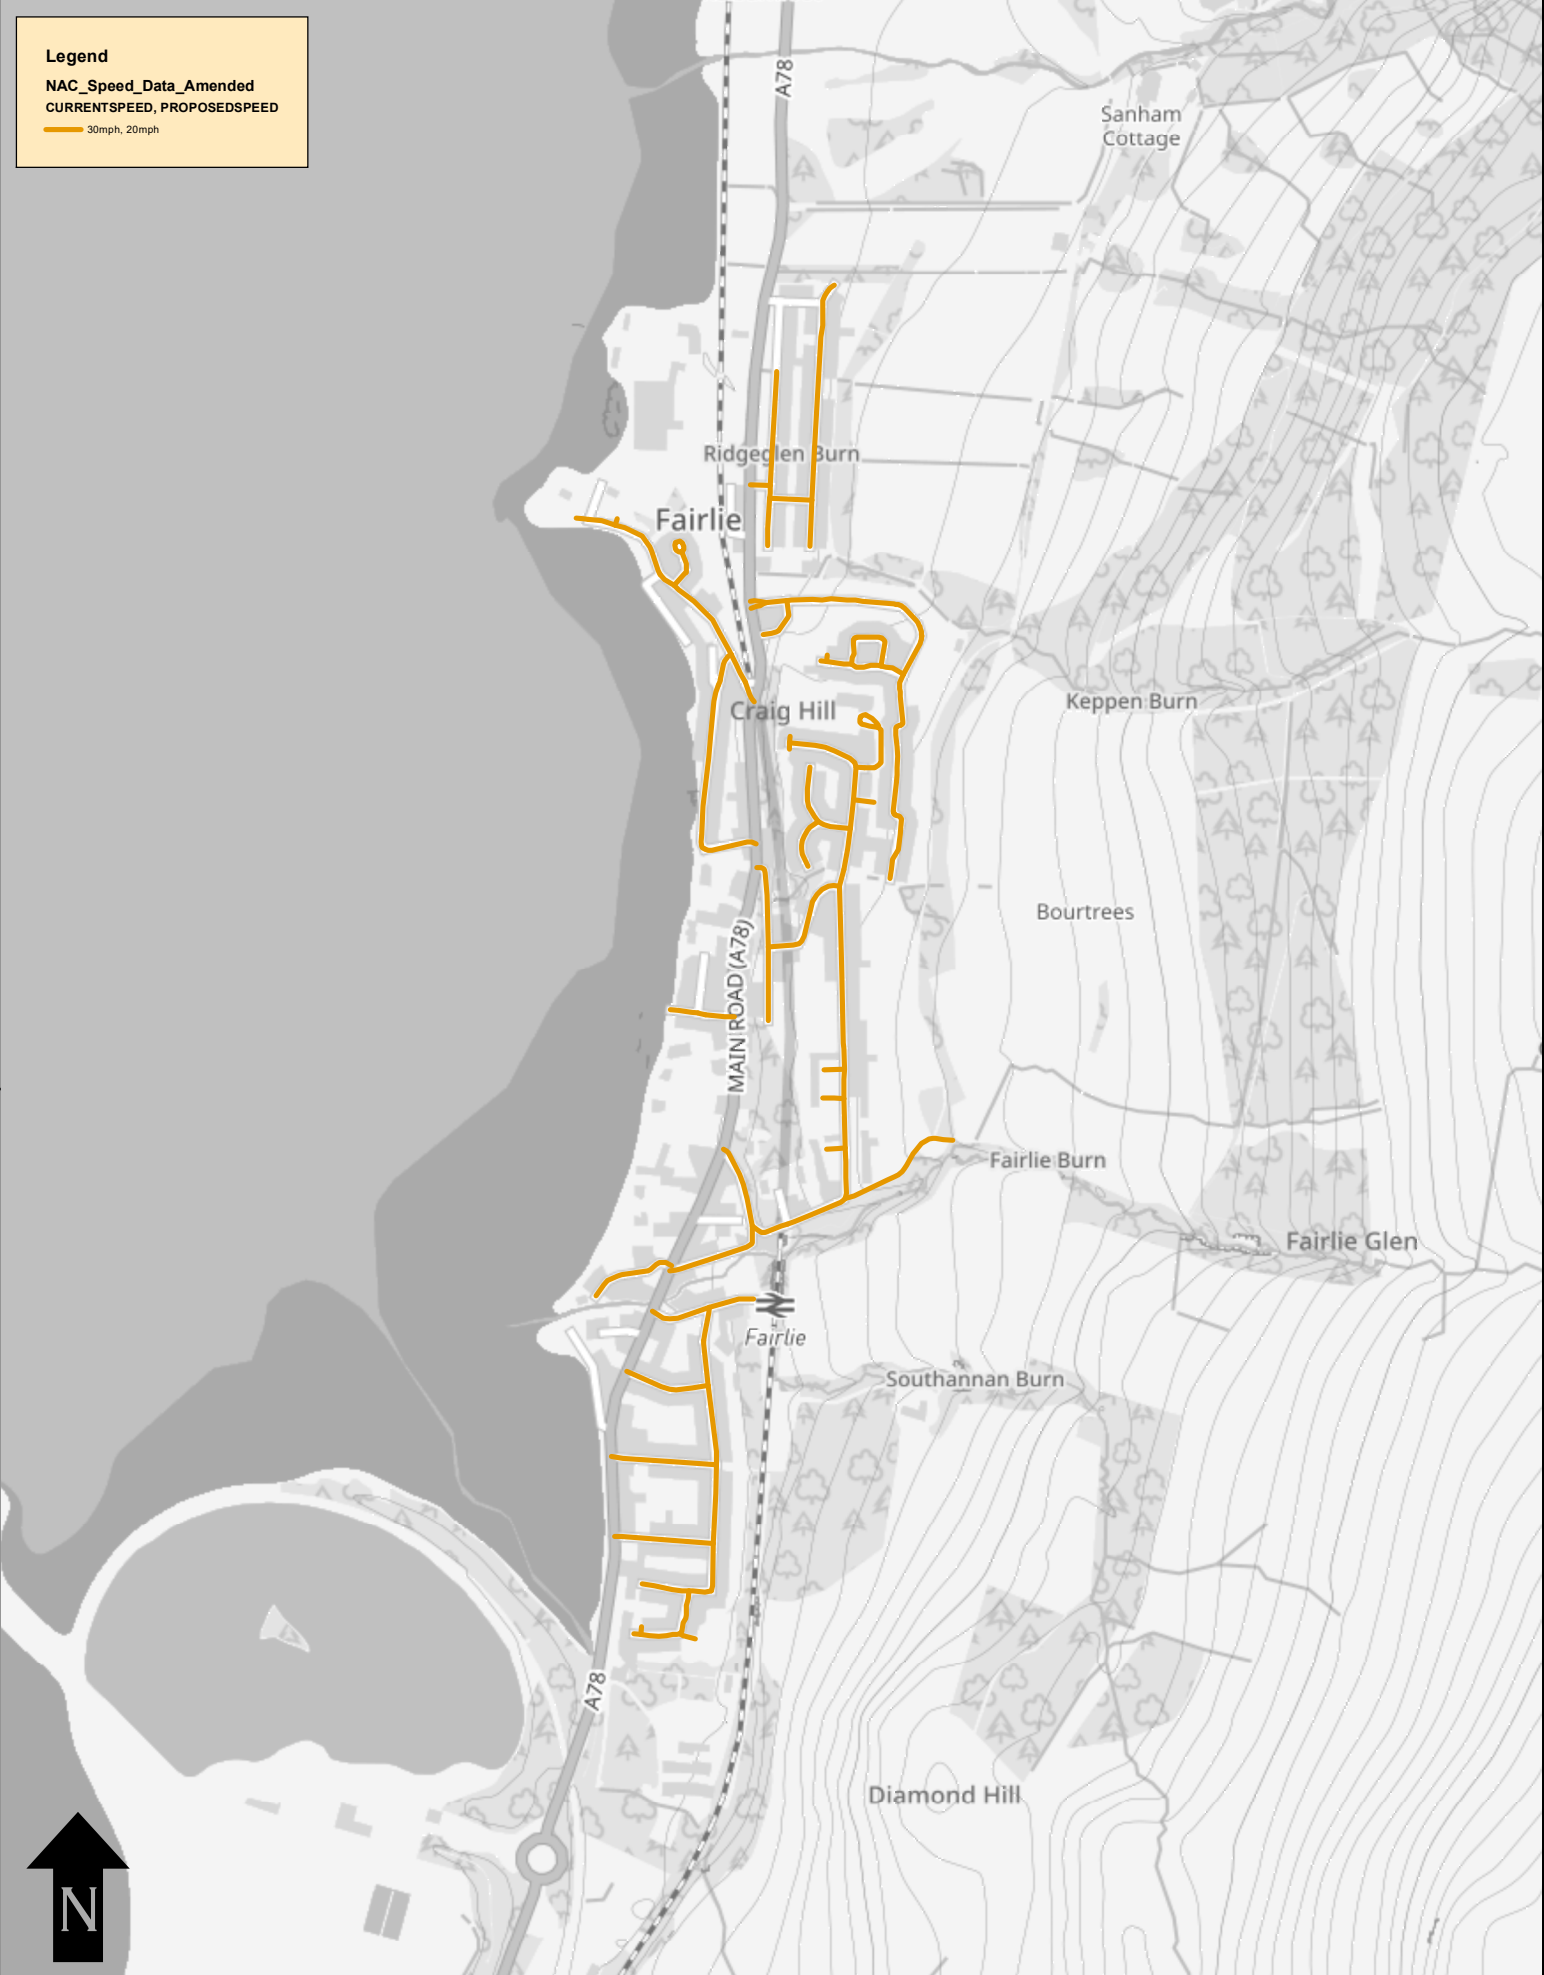 Legend
NAC_Speed_Data_Amended
CURRENTSPEED, PROPOSEDSPEED
30mph, 20mph
A78
Sanham
Cottage
Ridgeglen Burn
Fairlie
Keppen Burn
Craig Hill
Bourtrees
MAIN ROAD (A78)
Fairlie Burn
Fairlie Glen
Fairlie
Southannan Burn
A78
Diamond Hill
N